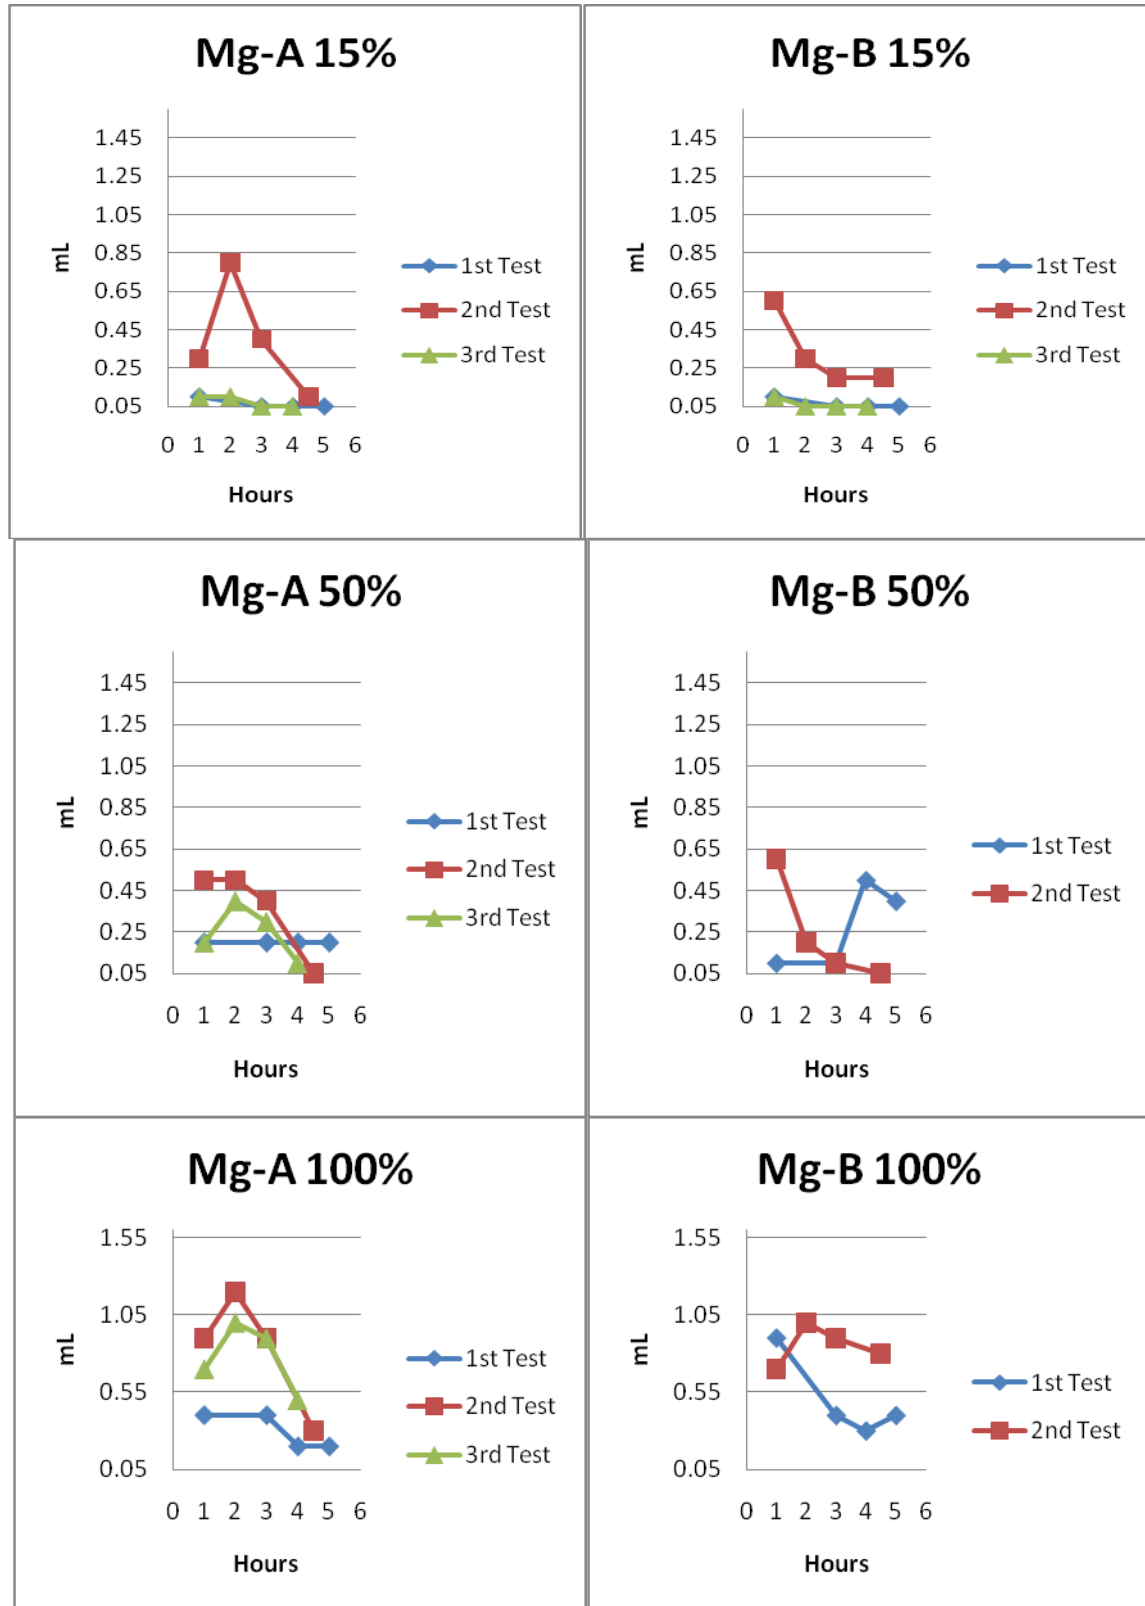 Mg-A 15%
1.45
1.25
1.05
0.85
0.65
0.45
0.25
0.05
mL
0 1 2 3 4 5 6
Hours
1st Test
2nd Test
3rd Test
Mg-B 15%
1.45
1.25
1.05
0.85
0.65
0.45
0.25
0.05
mL
0 1 2 3 4 5 6
Hours
1st Test
2nd Test
3rd Test
Mg-A 50%
1.45
1.25
1.05
0.85
0.65
0.45
0.25
0.05
mL
0 1 2 3 4 5 6
Hours
1st Test
2nd Test
3rd Test
Mg-B 50%
1.45
1.25
1.05
0.85
0.65
0.45
0.25
0.05
mL
0 1 2 3 4 5 6
Hours
1st Test
2nd Test
Mg-A 100%
1.55
1.05
0.55
0.05
mL
0 1 2 3 4 5 6
Hours
1st Test
2nd Test
3rd Test
Mg-B 100%
1.55
1.05
0.55
0.05
mL
0 1 2 3 4 5 6
Hours
1st Test
2nd Test